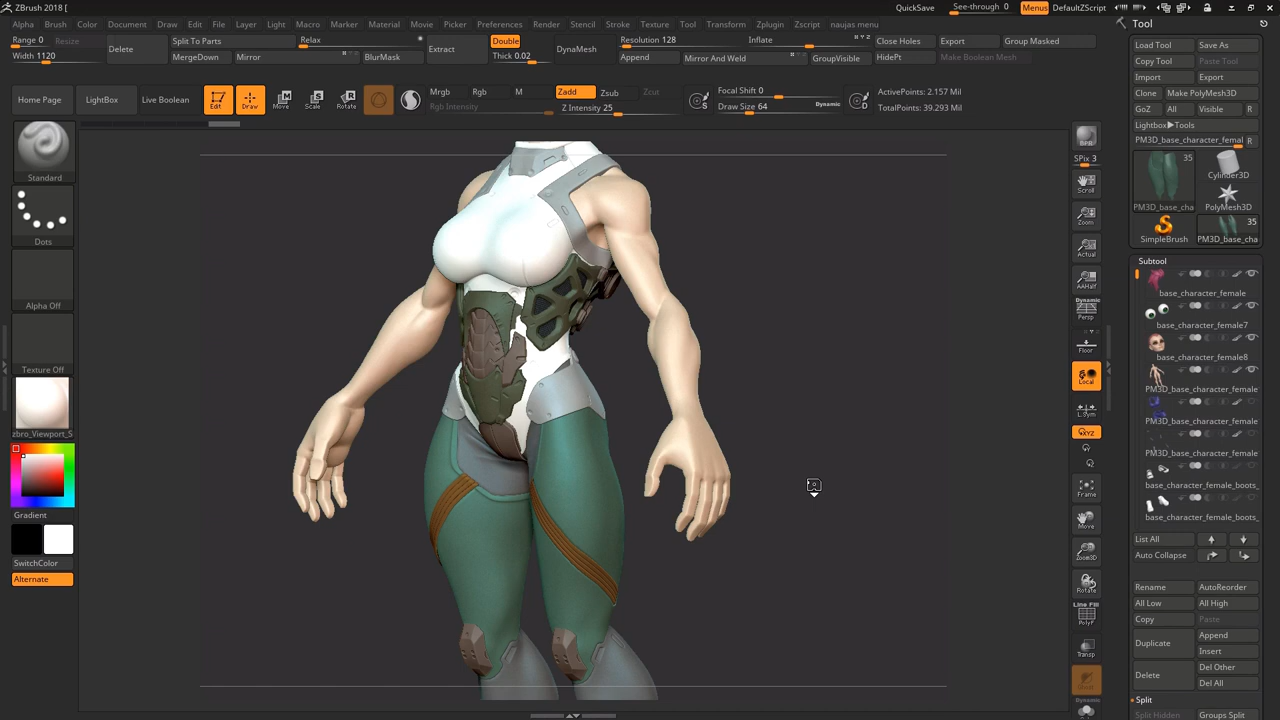 ZBrush 2018 [
QuickSave See-through 0 Menus DefaultZScript
Alpha Brush Color Document Draw Edit File Layer Light Macro Marker Material Movie Picker Preferences Render Stencil Stroke Texture Tool Transform Zplugin Zscript naujas menu
Range 0 Resize
Width 1120
Delete
Split To Parts
MergeDown
Relax
Mirror
BlurMask
Extract
Double
Thick 0.02
DynaMesh
Resolution 128
Append
Inflate
Mirror And Weld
GroupVisible
Close Holes
HidePt
Export
Make Boolean Mesh
Group Masked
Home Page LightBox Live Boolean Edit Draw Move Scale Rotate
Mrgb Rgb M
Rgb Intensity
Zadd Zsub Zcut
Z Intensity 25
Focal Shift 0
Draw Size 64 Dynamic
ActivePoints: 2.157 Mil
TotalPoints: 39.293 Mil
Standard
Dots
Alpha Off
Texture Off
zbro_Viewport_S
Gradient
SwitchColor
Alternate
BPR
SPix 3
Scroll
Zoom
Actual
AAHalf
Dynamic
Persp
Floor
Local
L.Sym
XYZ
Frame
Move
Zoom3D
Rotate
Line Fill
PolyF
Transp
Dynamic
Tool
Load Tool Save As
Copy Tool Paste Tool
Import Export
Clone Make PolyMesh3D
GoZ All Visible R
Lightbox▶Tools
PM3D_base_character_femal R
35
Cylinder3D
PM3D_base_cha PolyMesh3D
35
SimpleBrush PM3D_base_cha
Subtool
base_character_female
base_character_female7
base_character_female8
PM3D_base_character_female
PM3D_base_character_female
PM3D_base_character_female
base_character_female_boots_
base_character_female_boots_
List All
Auto Collapse
Rename AutoReorder
All Low All High
Copy Paste
Duplicate
Append
Insert
Delete
Del Other
Del All
Split
Split Hidden Groups Split